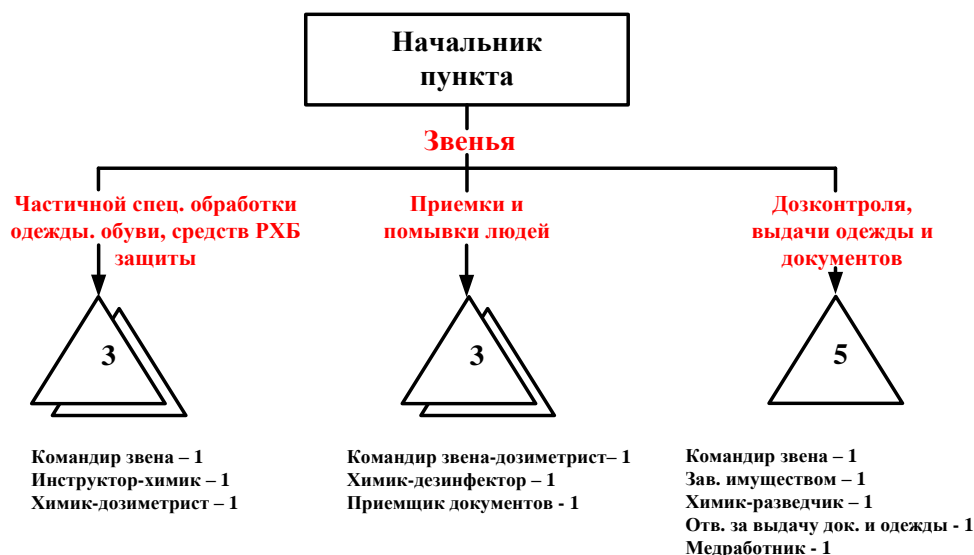 Начальник
пункта
Звенья
Частичной спец. обработки
одежды. обуви, средств РХБ
защиты
Приемки и
помывки людей
Дозконтроля,
выдачи одежды и
документов
3
3
5
Командир звена – 1
Инструктор-химик – 1
Химик-дозиметрист – 1
Командир звена-дозиметрист– 1
Химик-дезинфектор – 1
Приемщик документов - 1
Командир звена – 1
Зав. имуществом – 1
Химик-разведчик – 1
Отв. за выдачу док. и одежды - 1
Медработник - 1